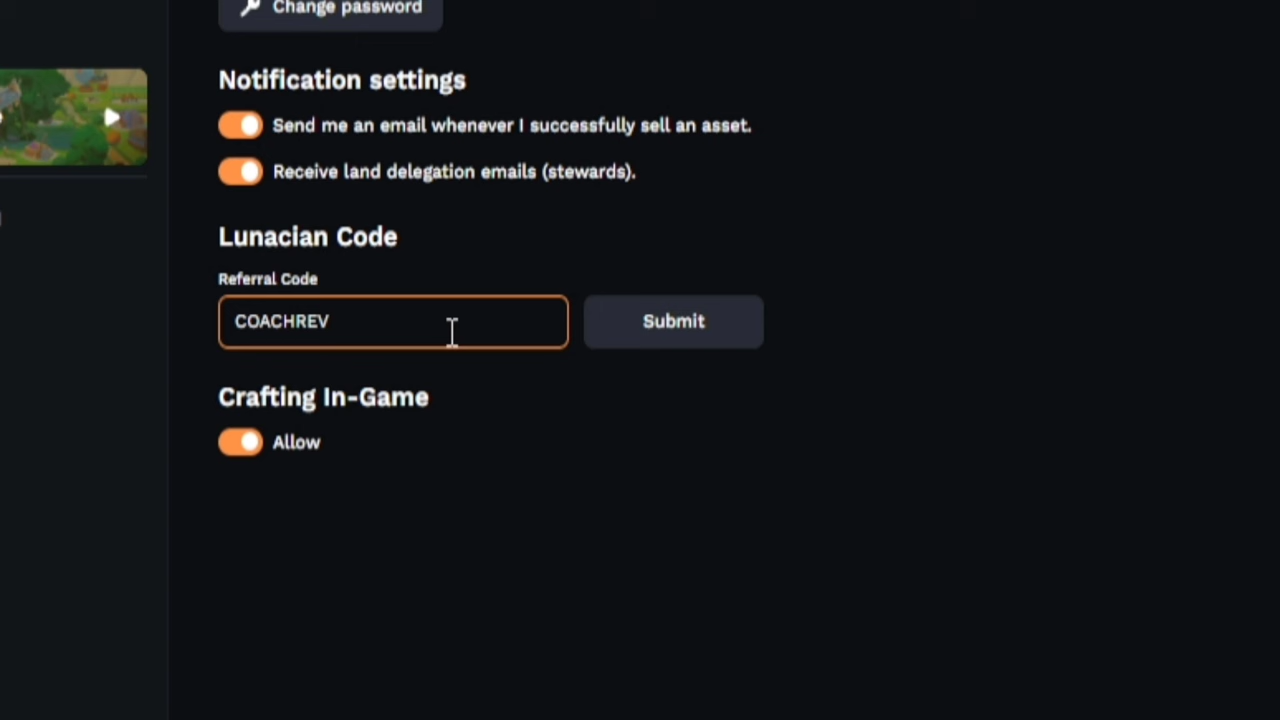 Change password
Notification settings
Send me an email whenever I successfully sell an asset.
Receive land delegation emails (stewards).
Lunacian Code
Referral Code
COACHREV
Submit
Crafting In-Game
Allow